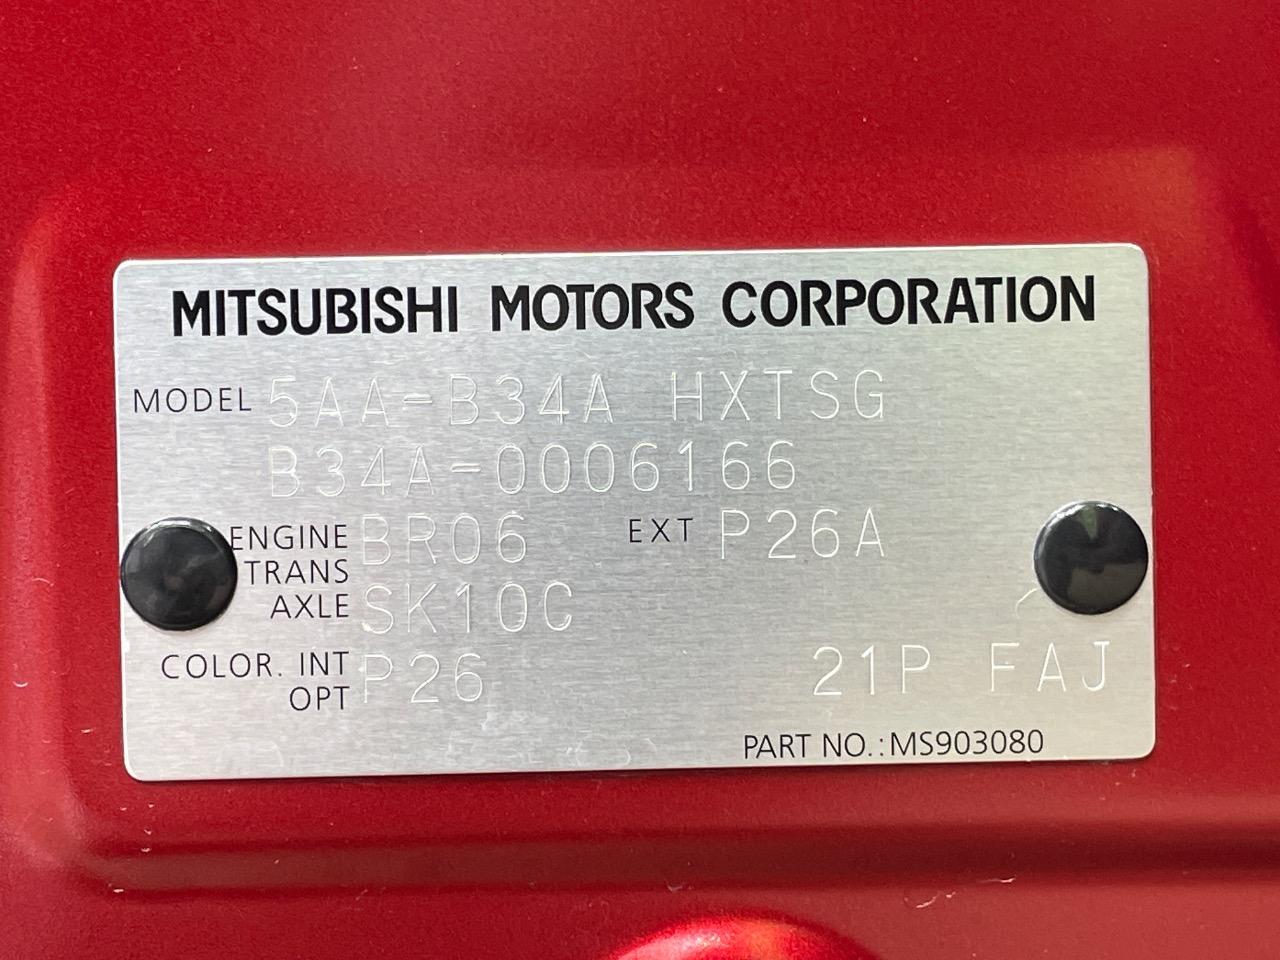 MITSUBISHI MOTORS CORPORATION
MODEL 5AA-B34A HXTSG
B34A-0006166
ENGINE BR06 EXT P26A
TRANS
AXLE SK10C
COLOR. INT P26 21P FAJ
OPT
PART NO.:MS903080